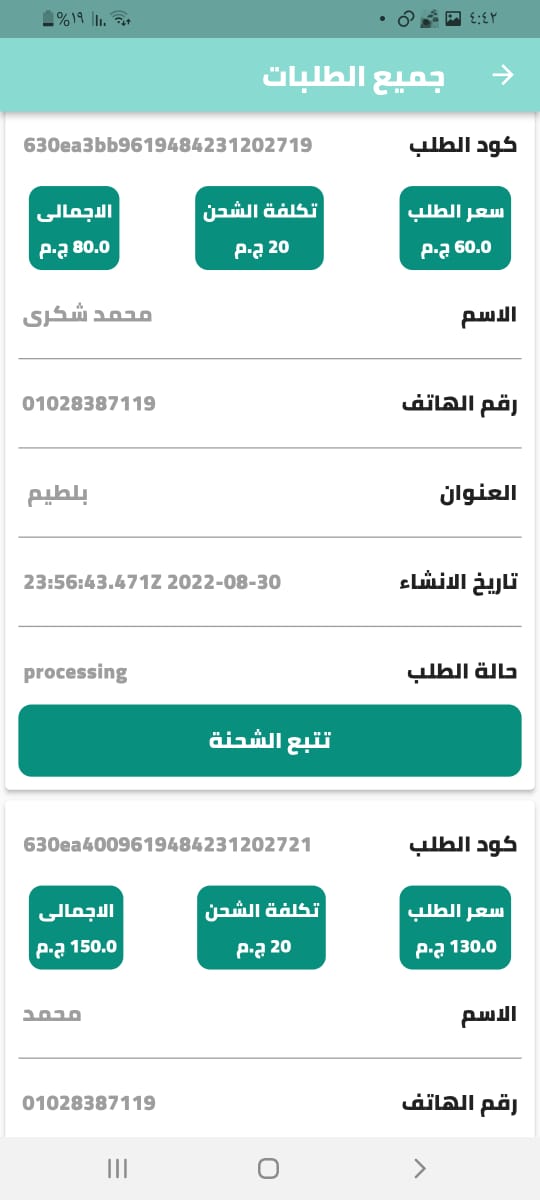 ٤:٤٢ %١٩
جميع الطلبات
كود الطلب 630ea3bb9619484231202719
سعر الطلب تكلفة الشحن الاجمالى
60.0 ج.م 20 ج.م 80.0 ج.م
الاسم محمد شكرى
رقم الهاتف 01028387119
العنوان بلطيم
تاريخ الانشاء 23:56:43.471Z 2022-08-30
حالة الطلب processing
تتبع الشحنة
كود الطلب 630ea4009619484231202721
سعر الطلب تكلفة الشحن الاجمالى
130.0 ج.م 20 ج.م 150.0 ج.م
الاسم محمد
رقم الهاتف 01028387119